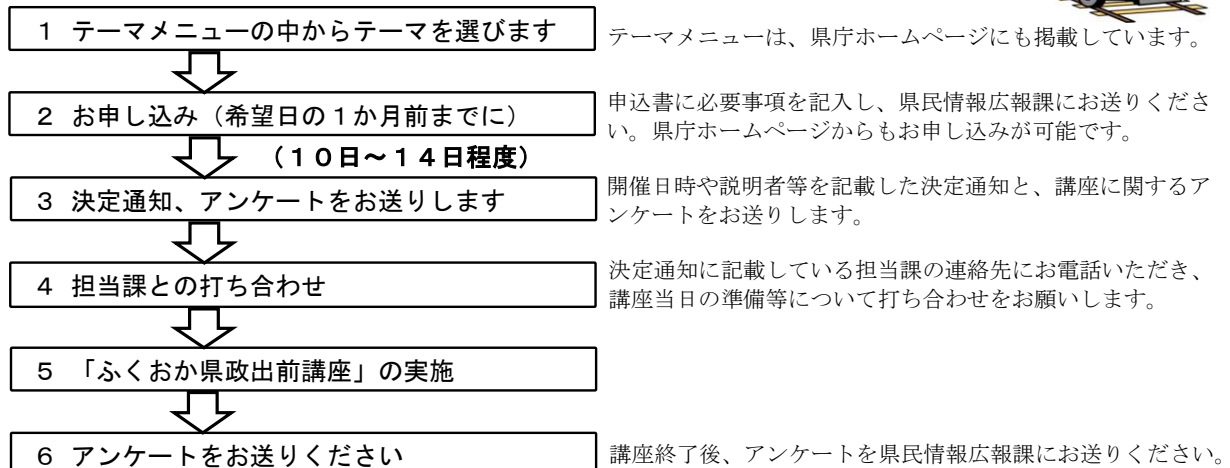 1 テーマメニューの中からテーマを選びます
テーマメニューは、県庁ホームページにも掲載しています。
2 お申し込み(希望日の1か月前までに)
申込書に必要事項を記入し、県民情報広報課にお送りくださ
い。県庁ホームページからもお申し込みが可能です。
(10日~14日程度)
3 決定通知、アンケートをお送りします
開催日時や説明者等を記載した決定通知と、講座に関するア
ンケートをお送りします。
4 担当課との打ち合わせ
決定通知に記載している担当課の連絡先にお電話いただき、
講座当日の準備等について打ち合わせをお願いします。
5 「ふくおか県政出前講座」の実施
6 アンケートをお送りください
講座終了後、アンケートを県民情報広報課にお送りください。